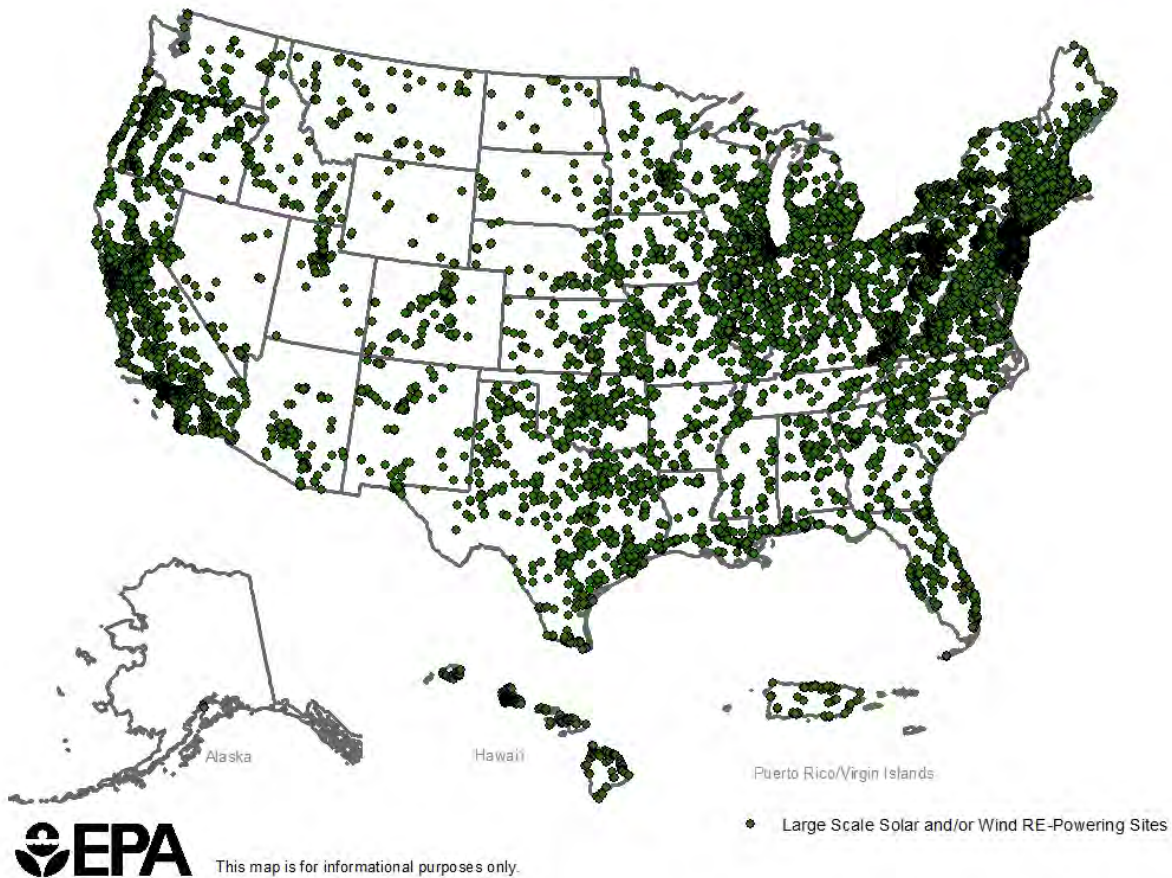 Alaska
Hawai'i
Puerto Rico/Virgin Islands
Large Scale Solar and/or Wind RE-Powering Sites
EPA
This map is for informational purposes only.